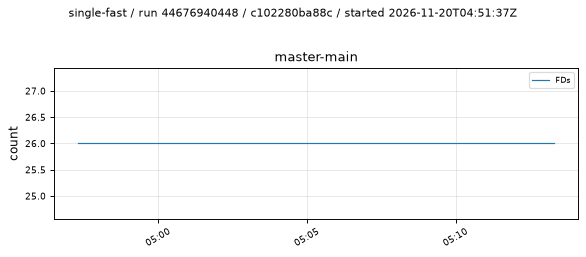 single-fast / run 44676940448 / c102280ba88c / started 2026-11-20T04:51:37Z
master-main
FDs
27.0
26.5
26.0
25.5
25.0
count
05:00
05:05
05:10